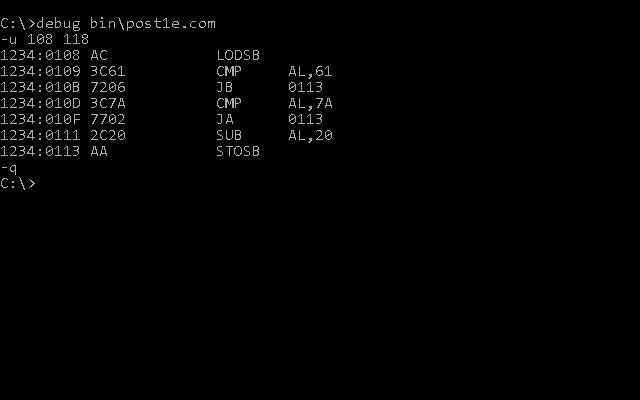 C:\>debug bin\post1e.com
-u 108 118
1234:0108 AC            LODSB
1234:0109 3C61          CMP     AL,61
1234:010B 7206          JB      0113
1234:010D 3C7A          CMP     AL,7A
1234:010F 7702          JA      0113
1234:0111 2C20          SUB     AL,20
1234:0113 AA            STOSB
-q
C:\>